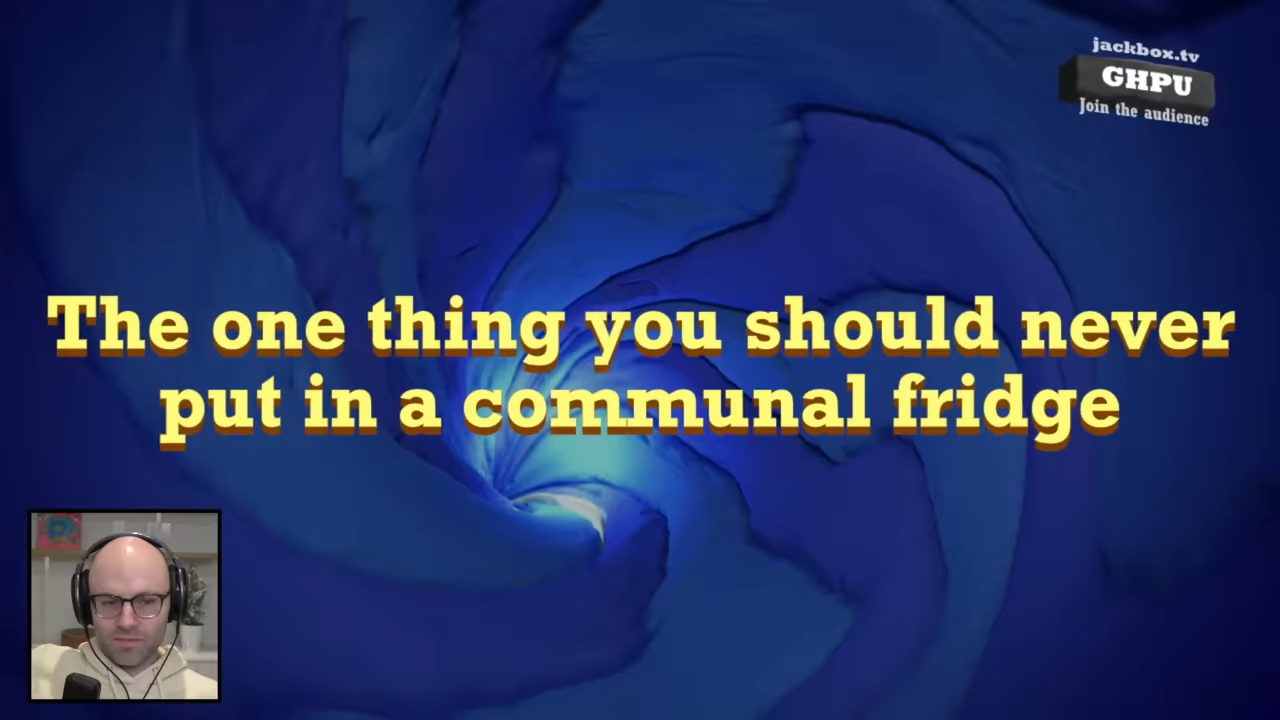 jackbox.tv
GHPU
Join the audience
The one thing you should never
put in a communal fridge